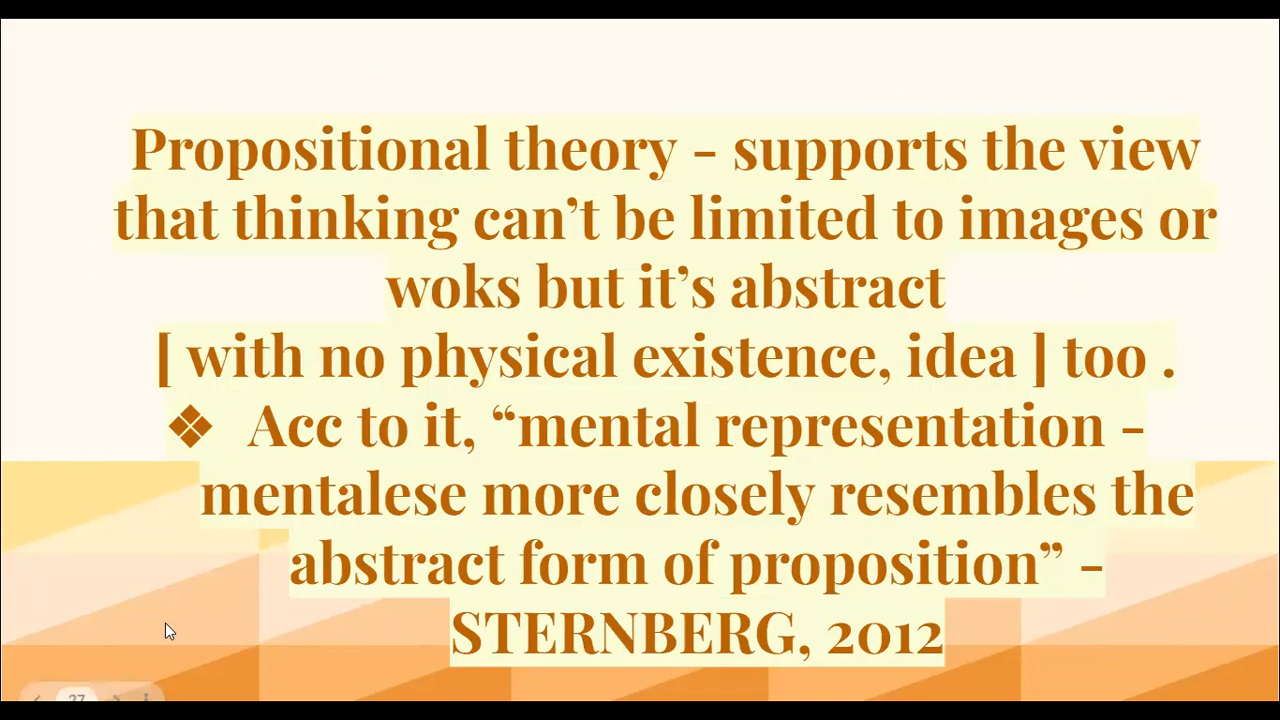 Propositional theory - supports the view
that thinking can’t be limited to images or
woks but it’s abstract
[ with no physical existence, idea ] too .
❖ Acc to it, “mental representation -
mentalese more closely resembles the
abstract form of proposition” -
STERNBERG, 2012
27